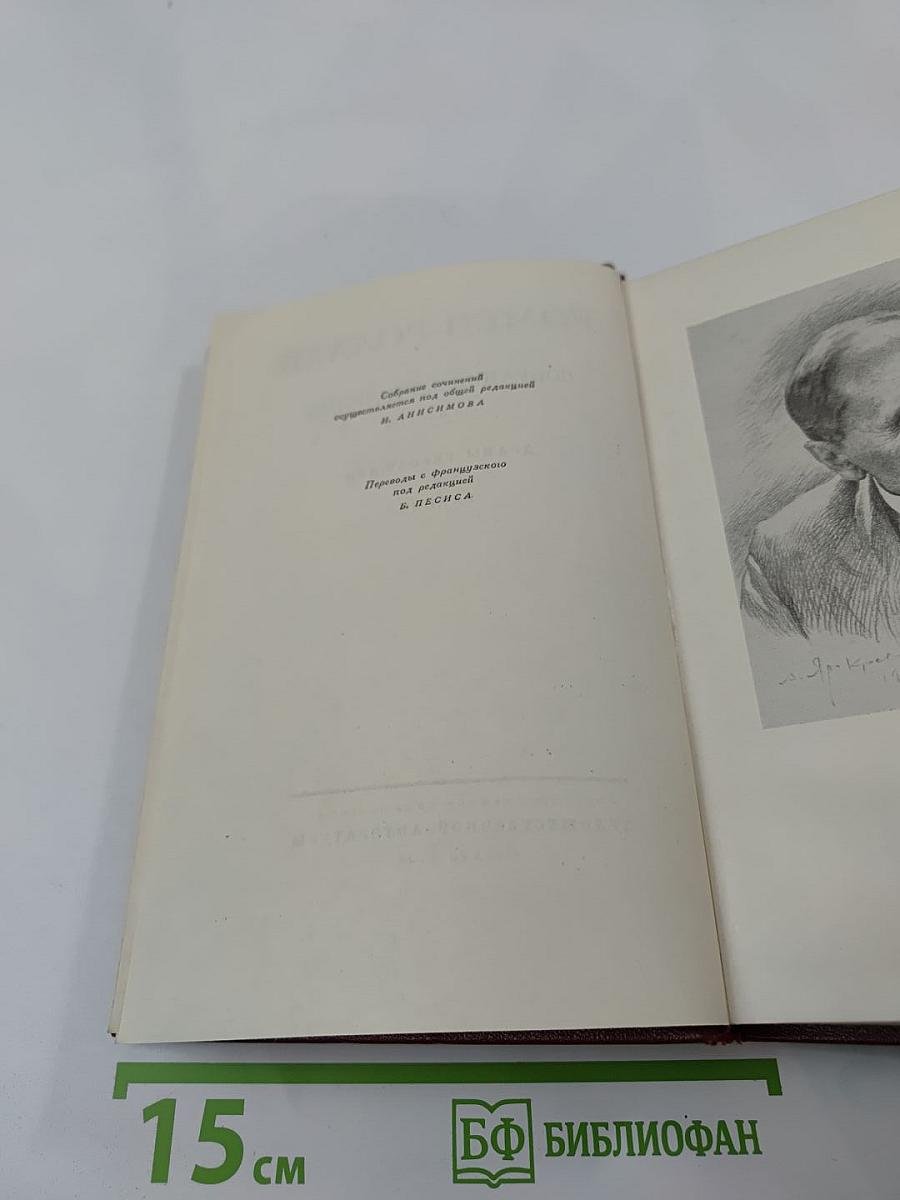 Собрание сочинений
осуществляется под общей редакцией
И. АНИСИМОВА
Переводы с французского
под редакцией
Б. ПЕСИСА
15 см
БФ БИБЛИОФАН